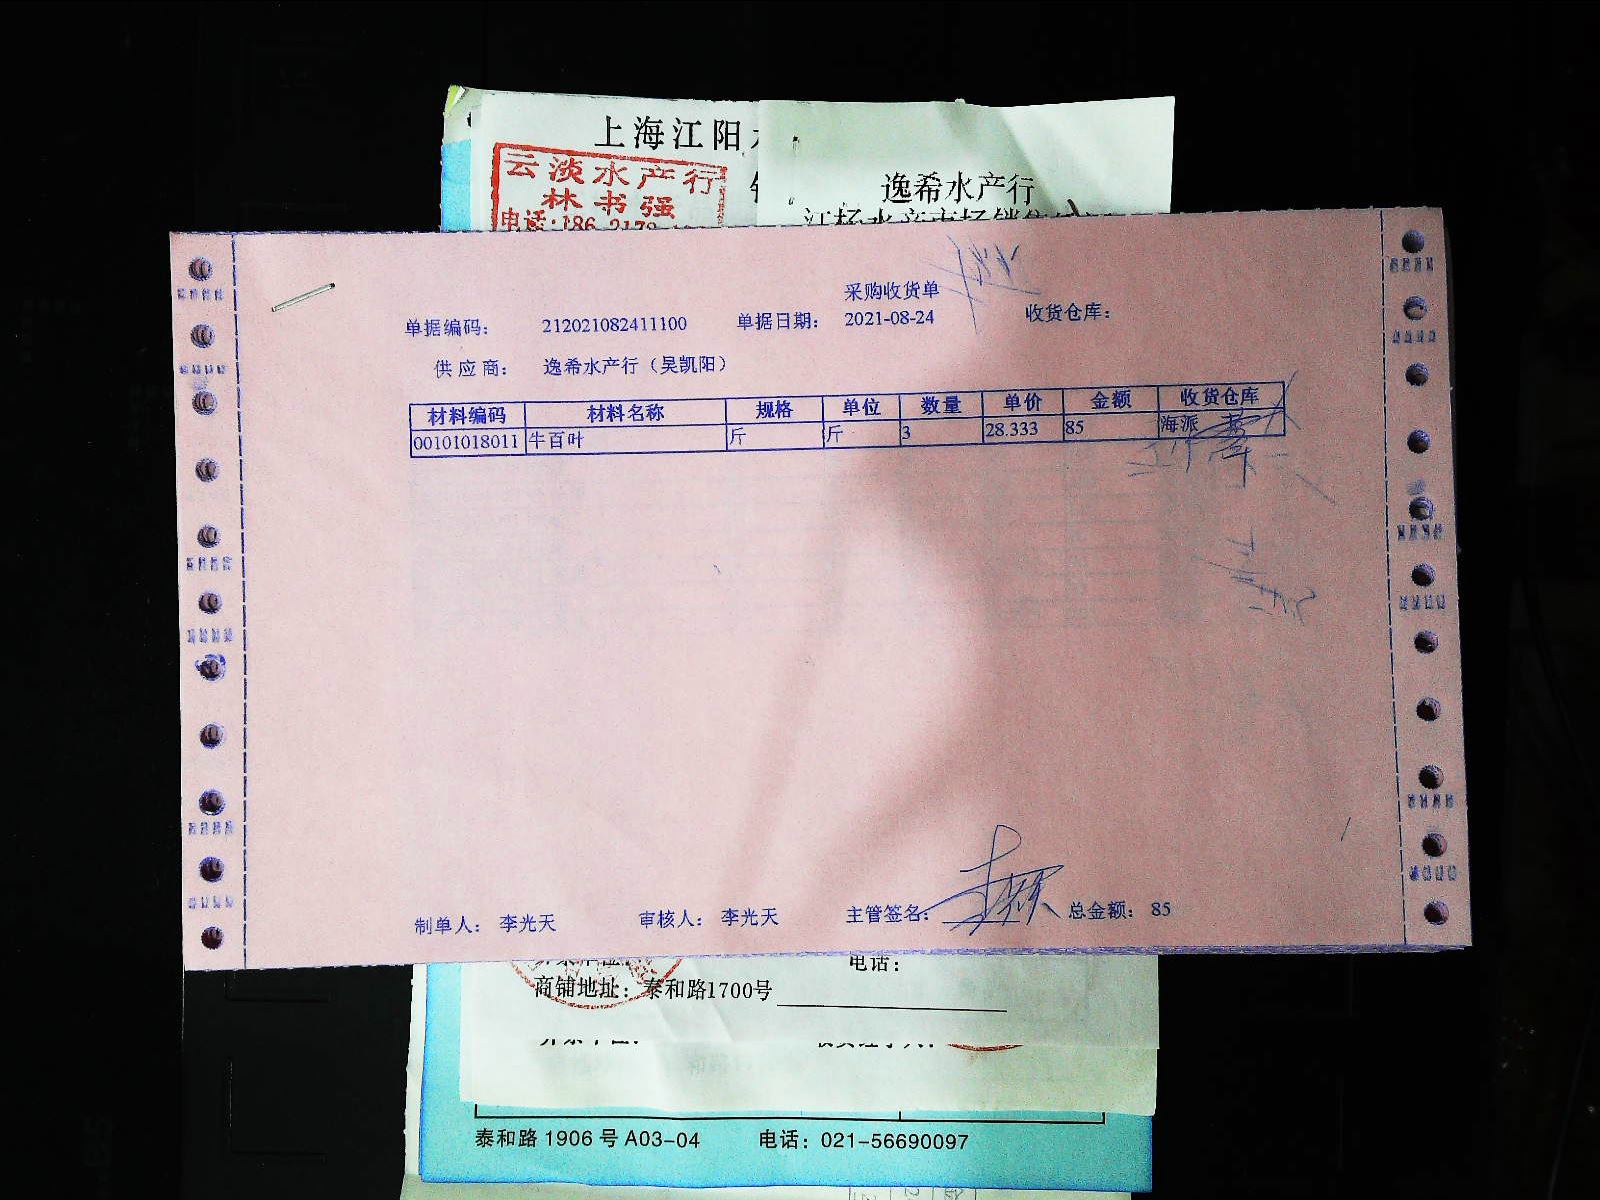 上海江阳
云淡水产行
林书强
电话:186
逸希水产行
采购收货单
单据编码: 212021082411100 单据日期: 2021-08-24 收货仓库:
供应商: 逸希水产行（吴凯阳）
材料编码 材料名称 规格 单位 数量 单价 金额 收货仓库
00101018011 牛百叶 斤 斤 3 28.333 85 海派
制单人: 李光天 审核人: 李光天 主管签名: 总金额: 85
电话:
商铺地址: 泰和路1700号
泰和路 1906 号 A03-04 电话: 021-56690097